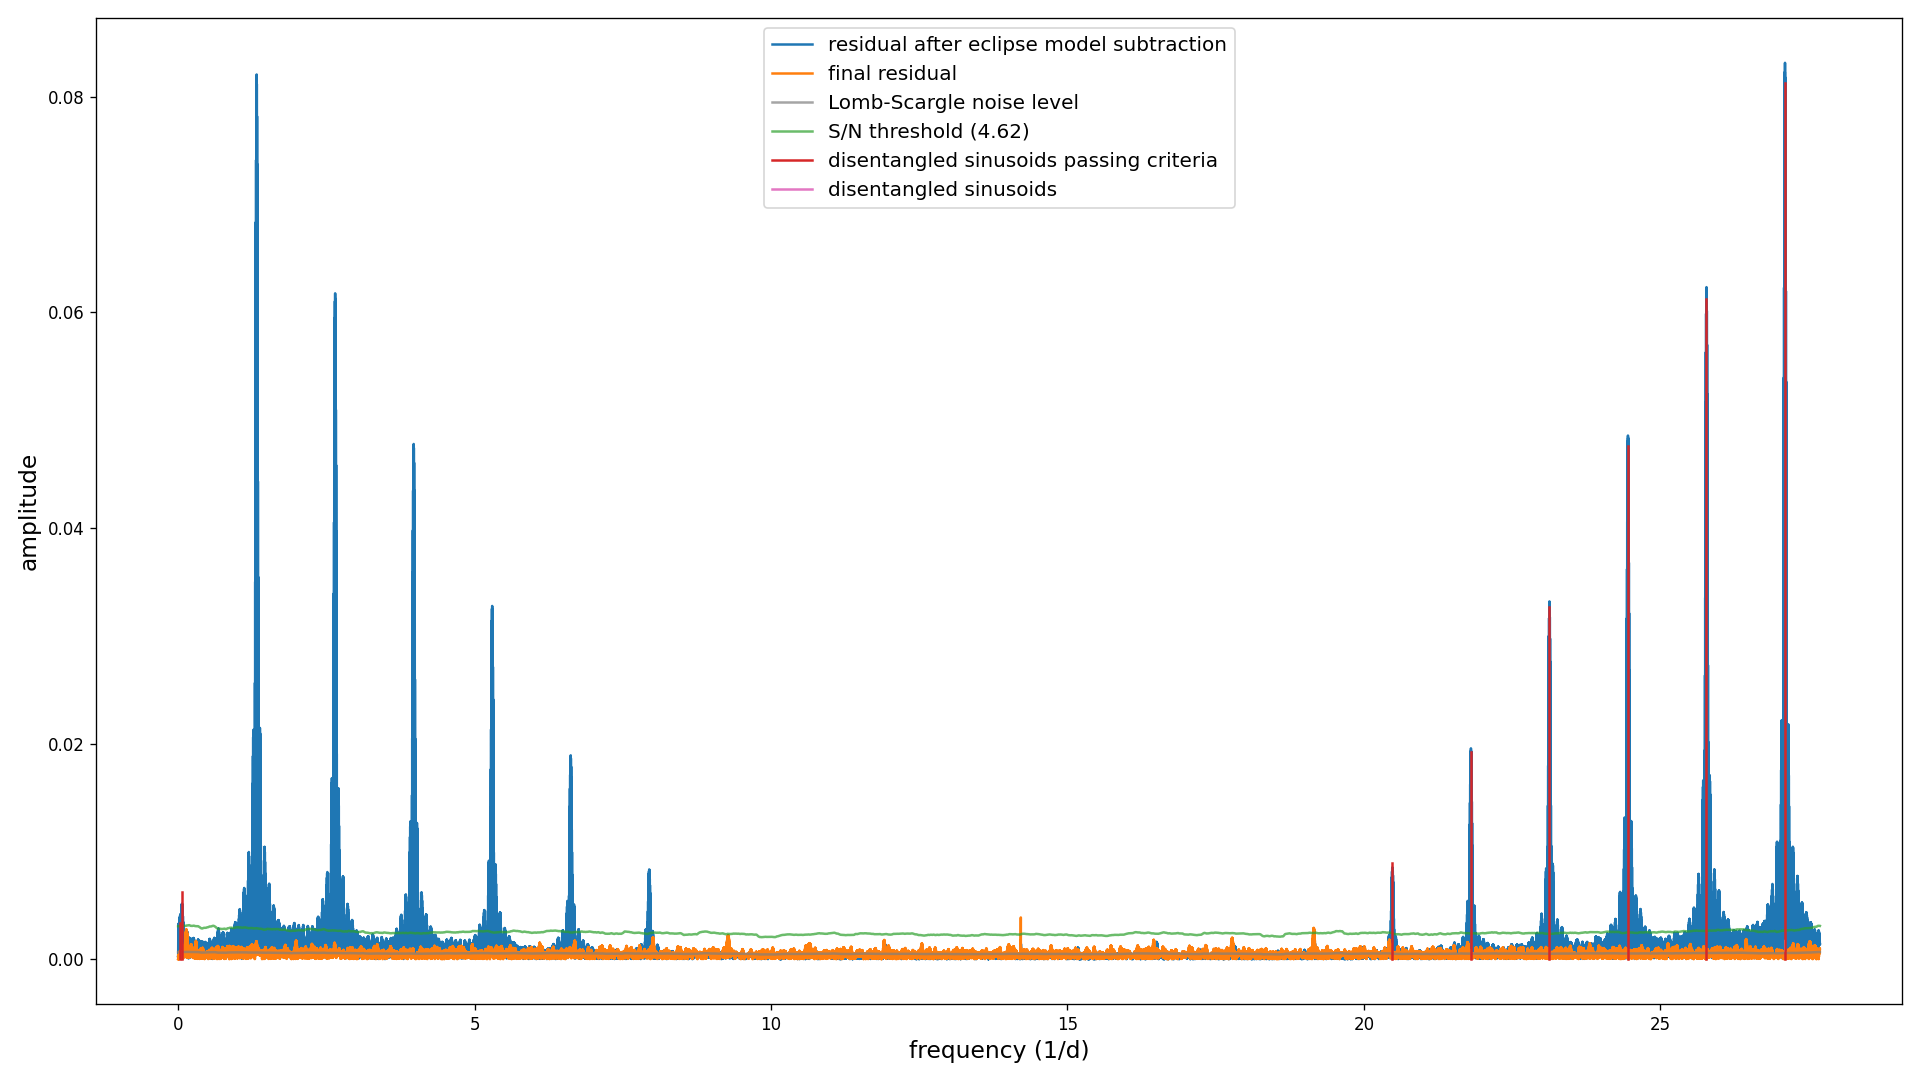 residual after eclipse model subtraction
final residual
Lomb-Scargle noise level
S/N threshold (4.62)
disentangled sinusoids passing criteria
disentangled sinusoids
amplitude
0.08
0.06
0.04
0.02
0.00
0 5 10 15 20 25
frequency (1/d)